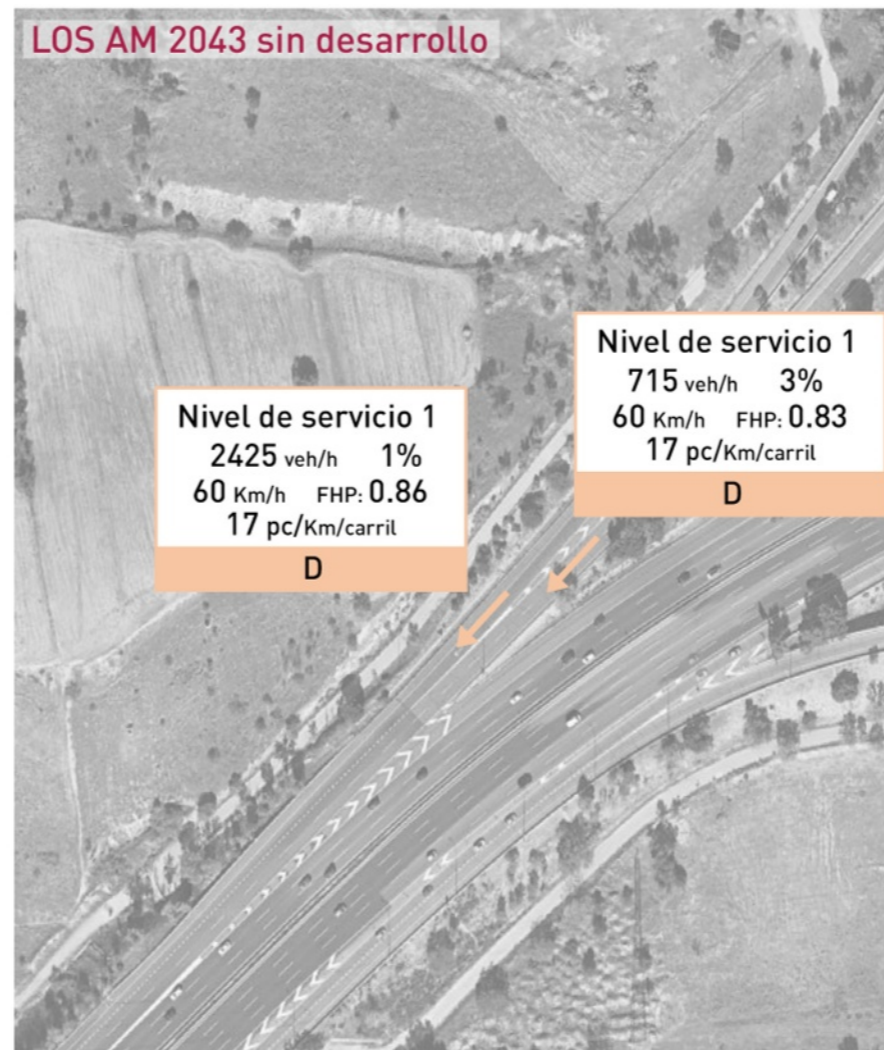 LOS AM 2043 sin desarrollo
Nivel de servicio 1
715 veh/h 3%
60 Km/h FHP: 0.83
17 pc/Km/carril
D
Nivel de servicio 1
2425 veh/h 1%
60 Km/h FHP: 0.86
17 pc/Km/carril
D